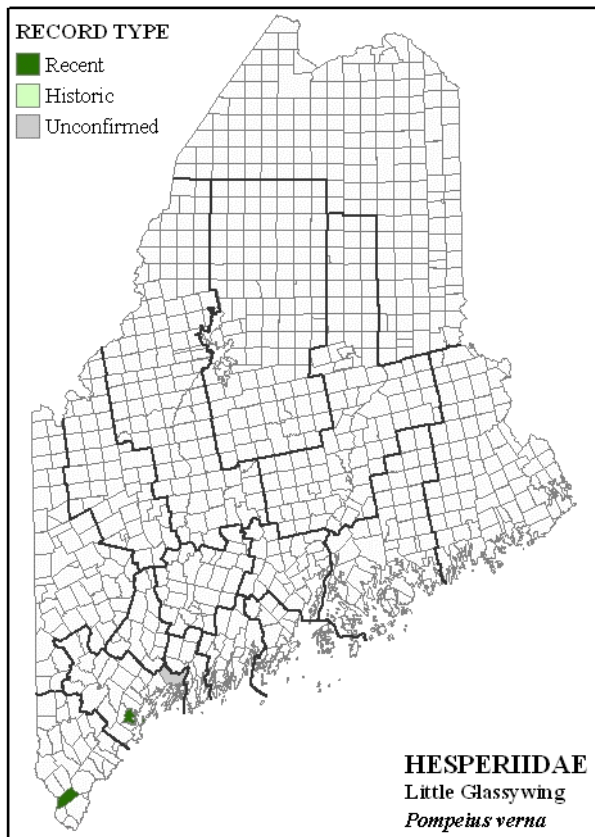 RECORD TYPE
Recent
Historic
Unconfirmed
HESPERIIDAE
Little Glassywing
Pompeius verna